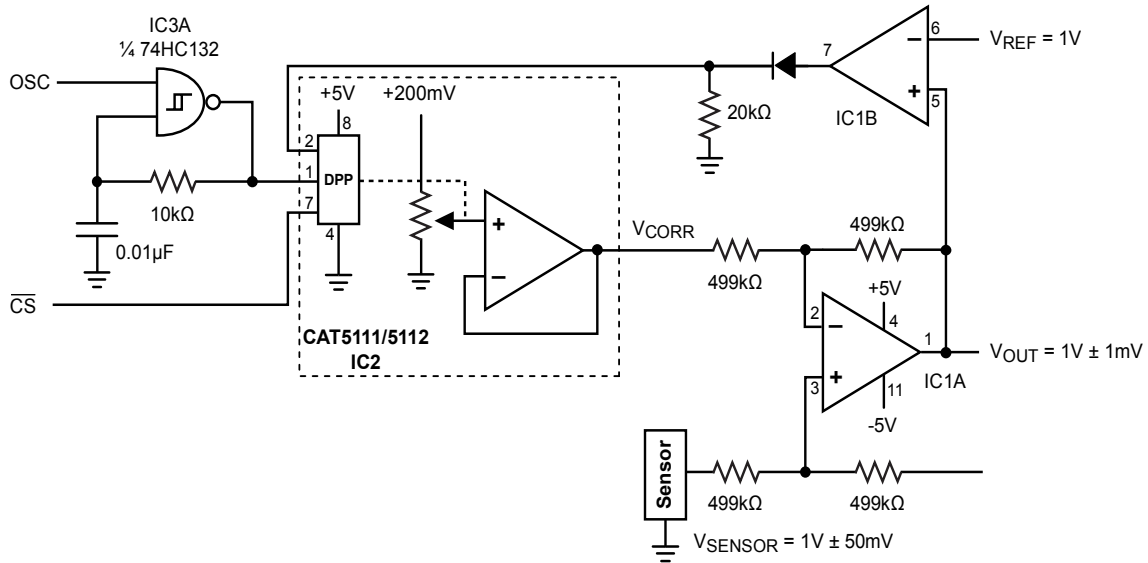 IC3A
¼ 74HC132
OSC
+5V
+200mV
8
2
1
7
DPP
4
10kΩ
0.01µF
CS
+
–
CAT5111/5112
IC2
VCORR
20kΩ
7
–
6
VREF = 1V
+
5
IC1B
499kΩ
499kΩ
+5V
2
–
4
1
VOUT = 1V ± 1mV
3
+
11
IC1A
-5V
Sensor
499kΩ
499kΩ
VSENSOR = 1V ± 50mV